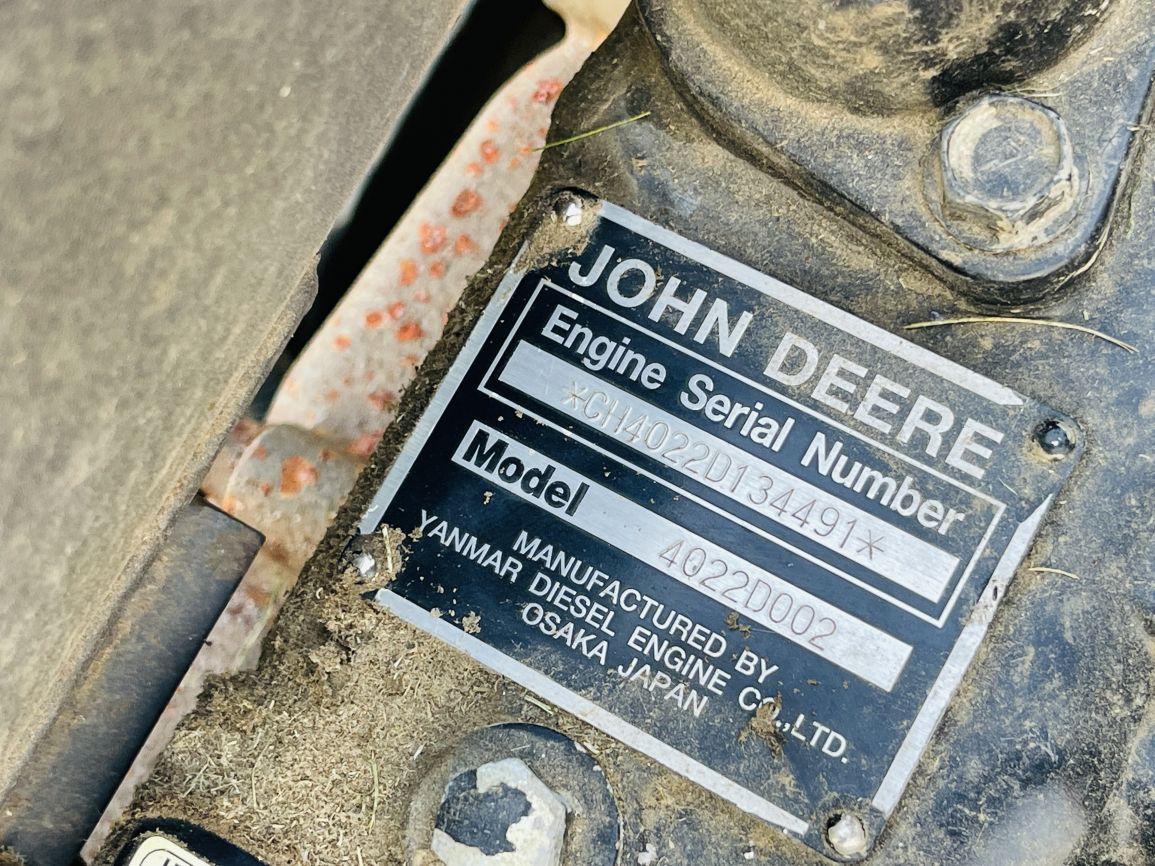 JOHN DEERE
Engine Serial Number
*CH4022D134491*
Model 4022D002
MANUFACTURED BY
YANMAR DIESEL ENGINE CO.,LTD.
OSAKA JAPAN